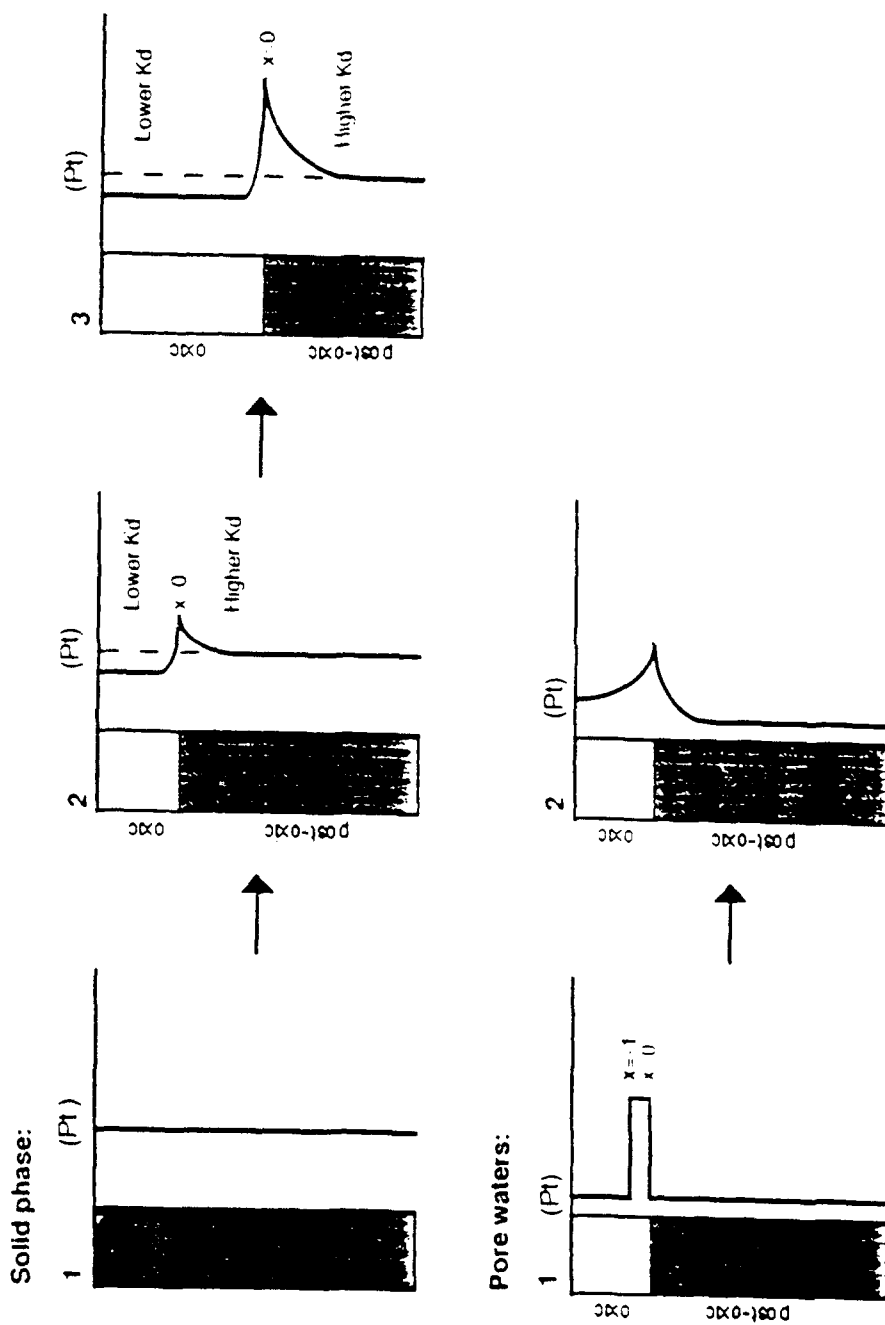 Solid phase:
1
(Pt)
2
(Pt)
oxic
post-oxic
Lower Kd
x 0
Higher Kd
3
(Pt)
oxic
post-oxic
Lower Kd
x=0
Higher Kd
Pore waters:
1
(Pt)
oxic
post-oxic
x=-1
x 0
2
(Pt)
oxic
post-oxic